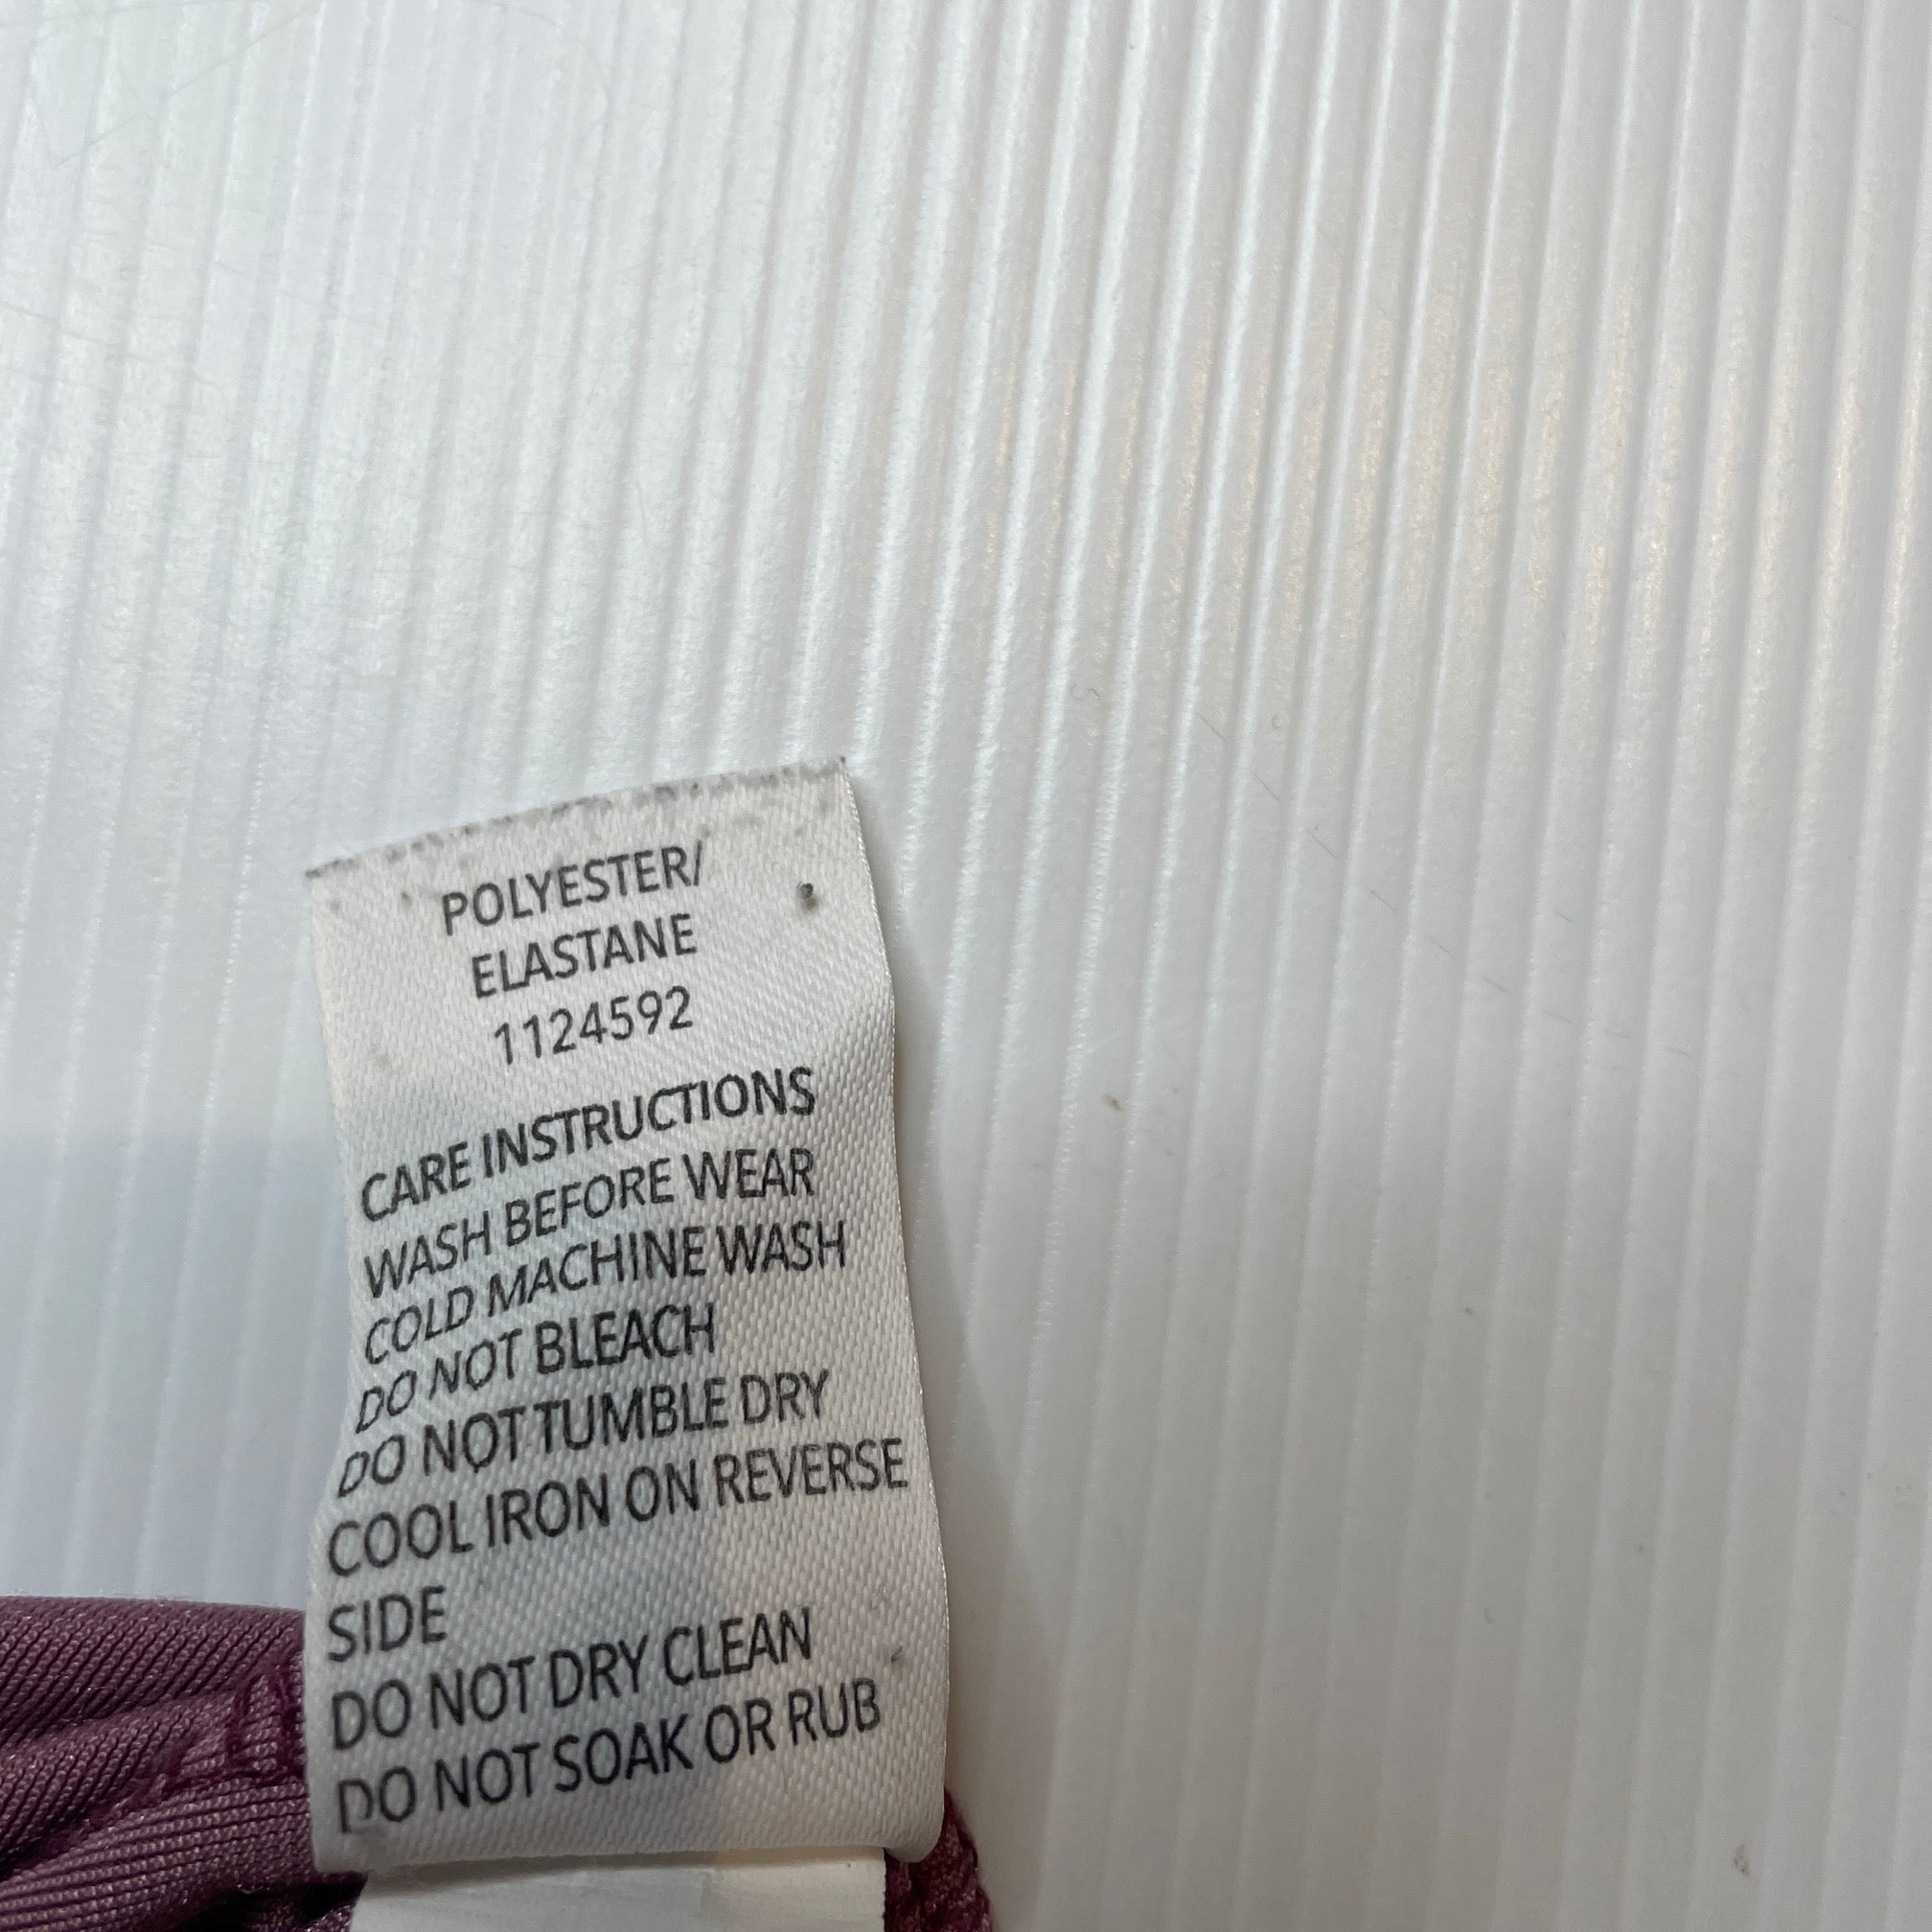 POLYESTER/
ELASTANE
1124592
CARE INSTRUCTIONS
WASH BEFORE WEAR
COLD MACHINE WASH
DO NOT BLEACH
DO NOT TUMBLE DRY
COOL IRON ON REVERSE
SIDE
DO NOT DRY CLEAN
DO NOT SOAK OR RUB